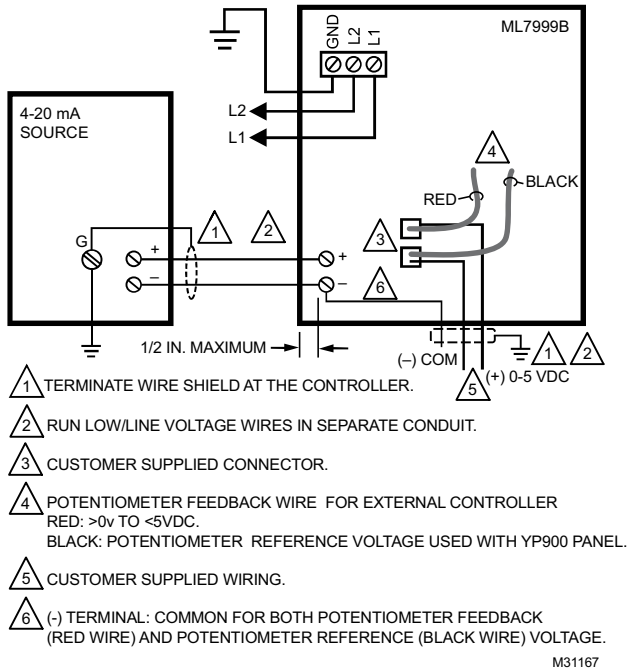 GND
L2
L1
ML7999B
4-20 mA
SOURCE
L2
L1
4
BLACK
RED
G
1
2
3
+
+
–
–
6
1/2 IN. MAXIMUM
(–) COM
5
(+) 0-5 VDC
1
2
1 TERMINATE WIRE SHIELD AT THE CONTROLLER.
2 RUN LOW/LINE VOLTAGE WIRES IN SEPARATE CONDUIT.
3 CUSTOMER SUPPLIED CONNECTOR.
4 POTENTIOMETER FEEDBACK WIRE FOR EXTERNAL CONTROLLER
RED: >0v TO <5VDC.
BLACK: POTENTIOMETER REFERENCE VOLTAGE USED WITH YP900 PANEL.
5 CUSTOMER SUPPLIED WIRING.
6 (-) TERMINAL: COMMON FOR BOTH POTENTIOMETER FEEDBACK
(RED WIRE) AND POTENTIOMETER REFERENCE (BLACK WIRE) VOLTAGE.
M31167